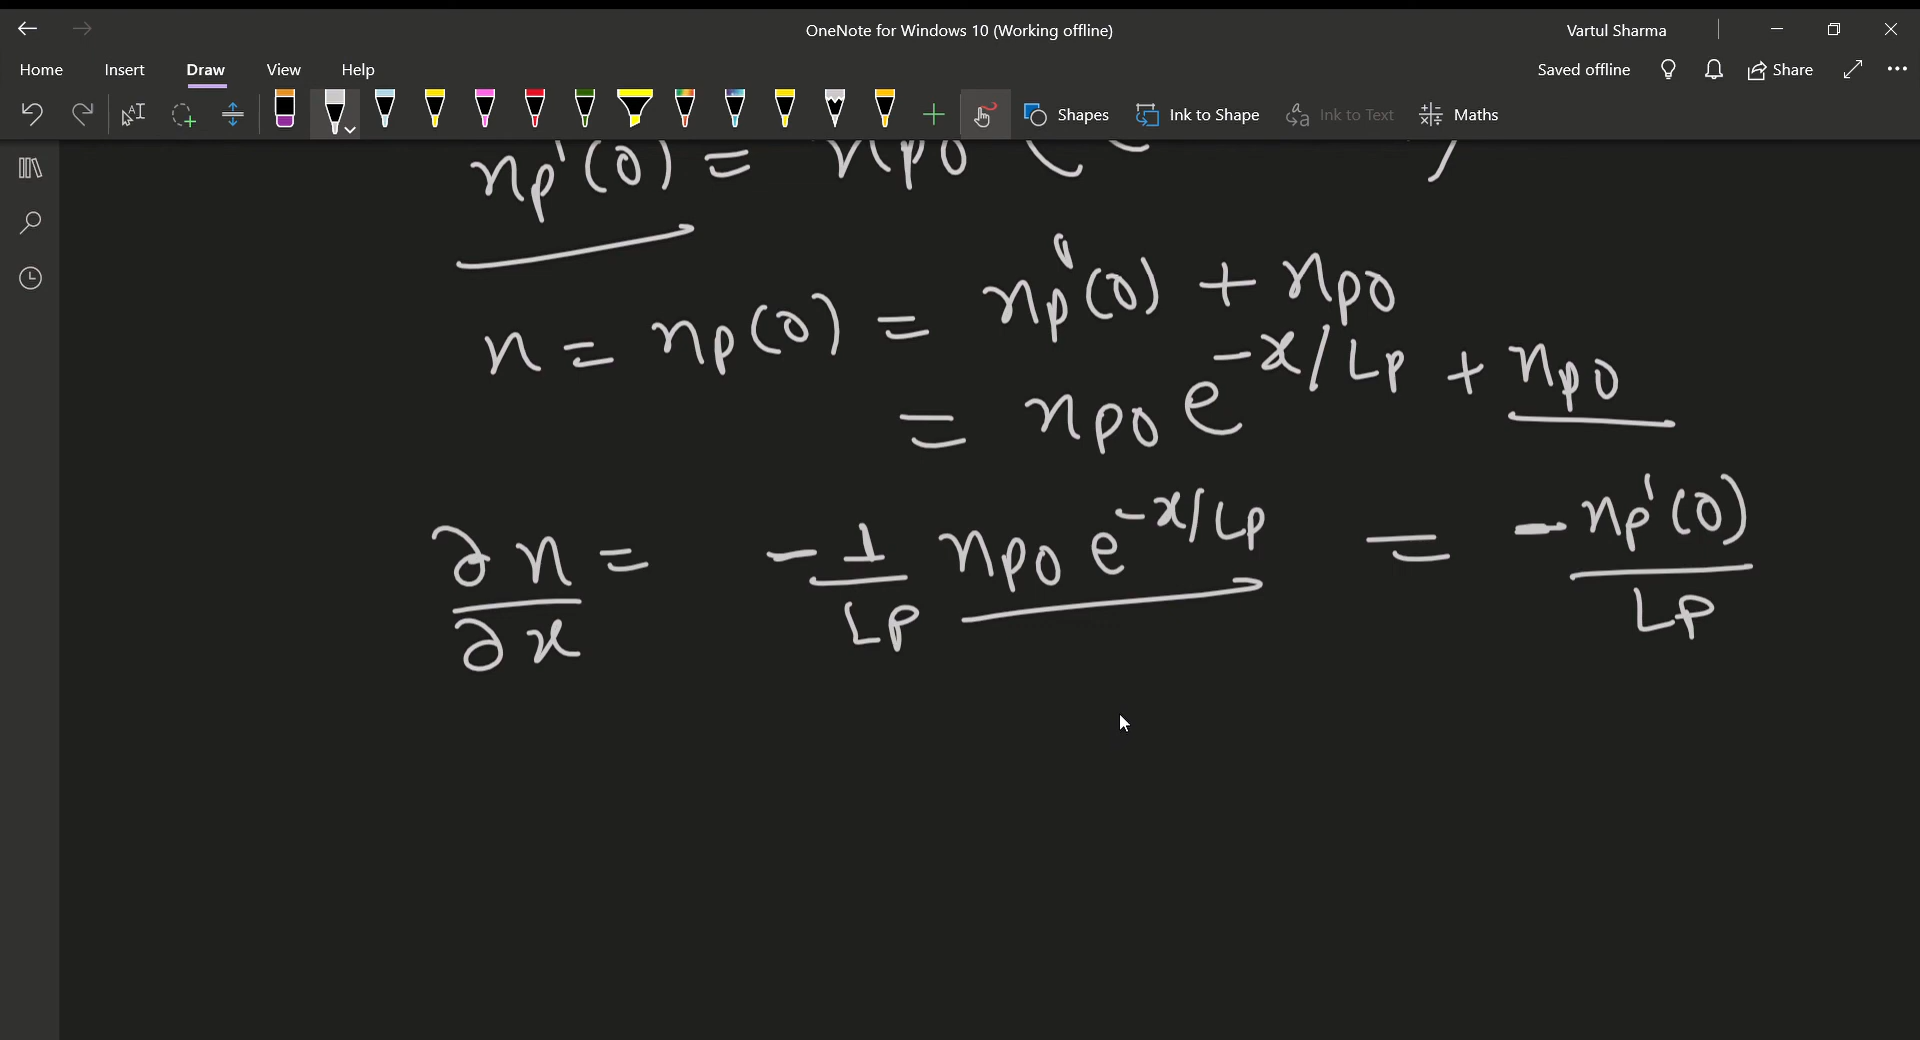 OneNote for Windows 10 (Working offline)
Vartul Sharma
Home Insert Draw View Help
Saved offline Share
Shapes Ink to Shape Ink to Text Maths
np'(0) = npo (
n = np(0) = np'(0) + npo
= npo e^{-x/Lp} + npo
∂n/∂x = -1/Lp npo e^{-x/Lp} = -np'(0)/Lp